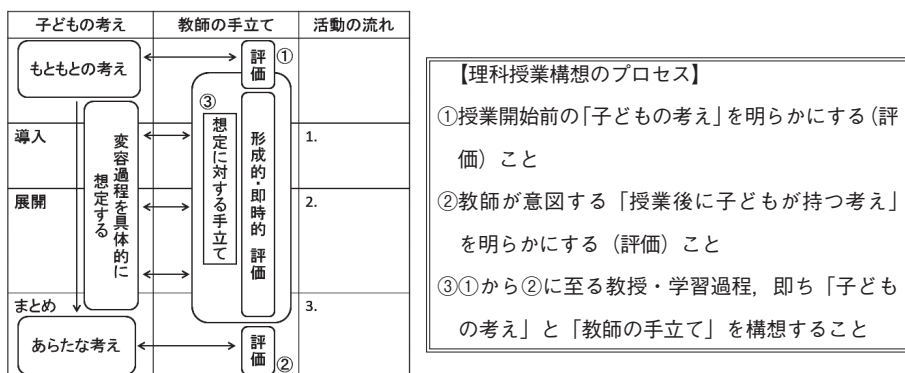 子どもの考え 教師の手立て 活動の流れ
もともとの考え
評価
①
③
導入
1.
変容過程を具体的に
想定する
想定に対する手立て
形成的・即時的 評価
展開
2.
まとめ
3.
あらたな考え
評価
②
【理科授業構想のプロセス】
①授業開始前の「子どもの考え」を明らかにする（評
価）こと
②教師が意図する「授業後に子どもが持つ考え」
を明らかにする（評価）こと
③①から②に至る教授・学習過程，即ち「子ども
の考え」と「教師の手立て」を構想すること